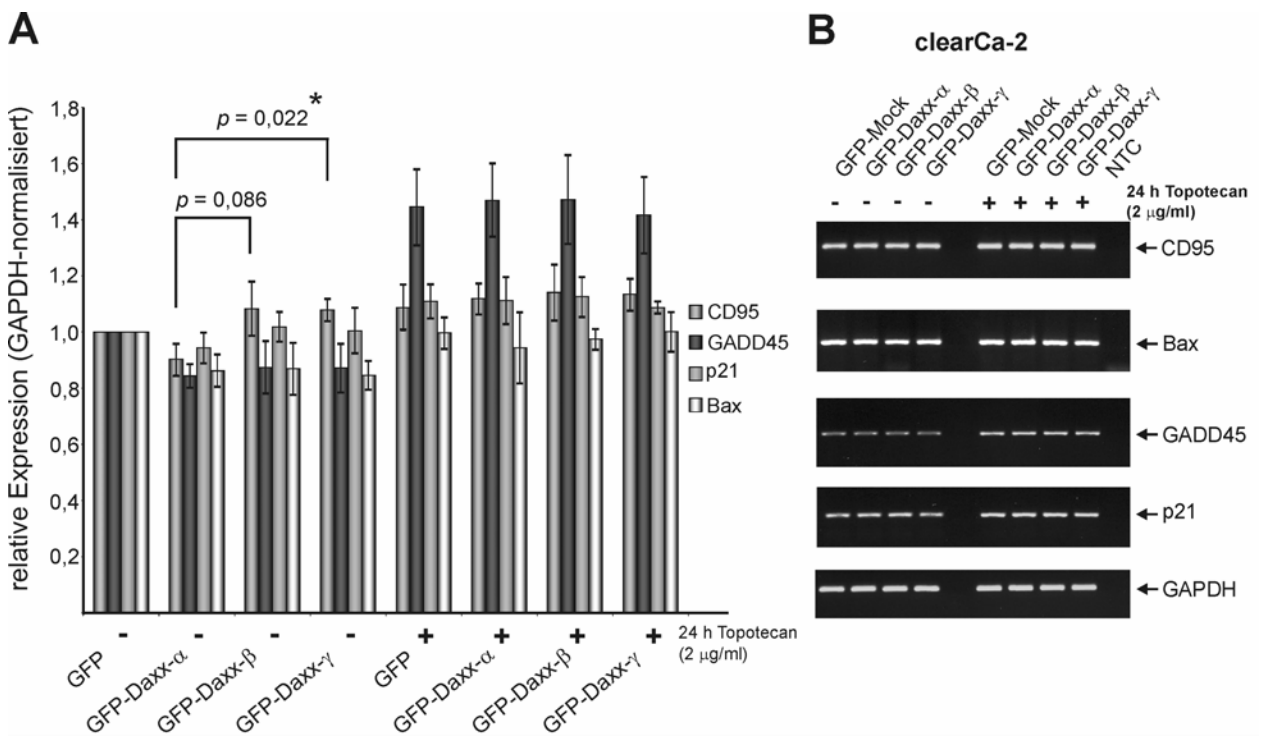 A
relative Expression (GAPDH-normalisiert)
1,8
1,6
1,4
1,2
1,0
0,8
0,6
0,4
0,2
p = 0,022*
p = 0,086
CD95
GADD45
p21
Bax
- - - - + + + + 24 h Topotecan
(2 µg/ml)
GFP
GFP-Daxx-α
GFP-Daxx-β
GFP-Daxx-γ
GFP
GFP-Daxx-α
GFP-Daxx-β
GFP-Daxx-γ
B
clearCa-2
GFP-Mock
GFP-Daxx-α
GFP-Daxx-β
GFP-Daxx-γ
GFP-Mock
GFP-Daxx-α
GFP-Daxx-β
GFP-Daxx-γ
NTC
- - - - + + + + 24 h Topotecan
(2 µg/ml)
CD95
Bax
GADD45
p21
GAPDH